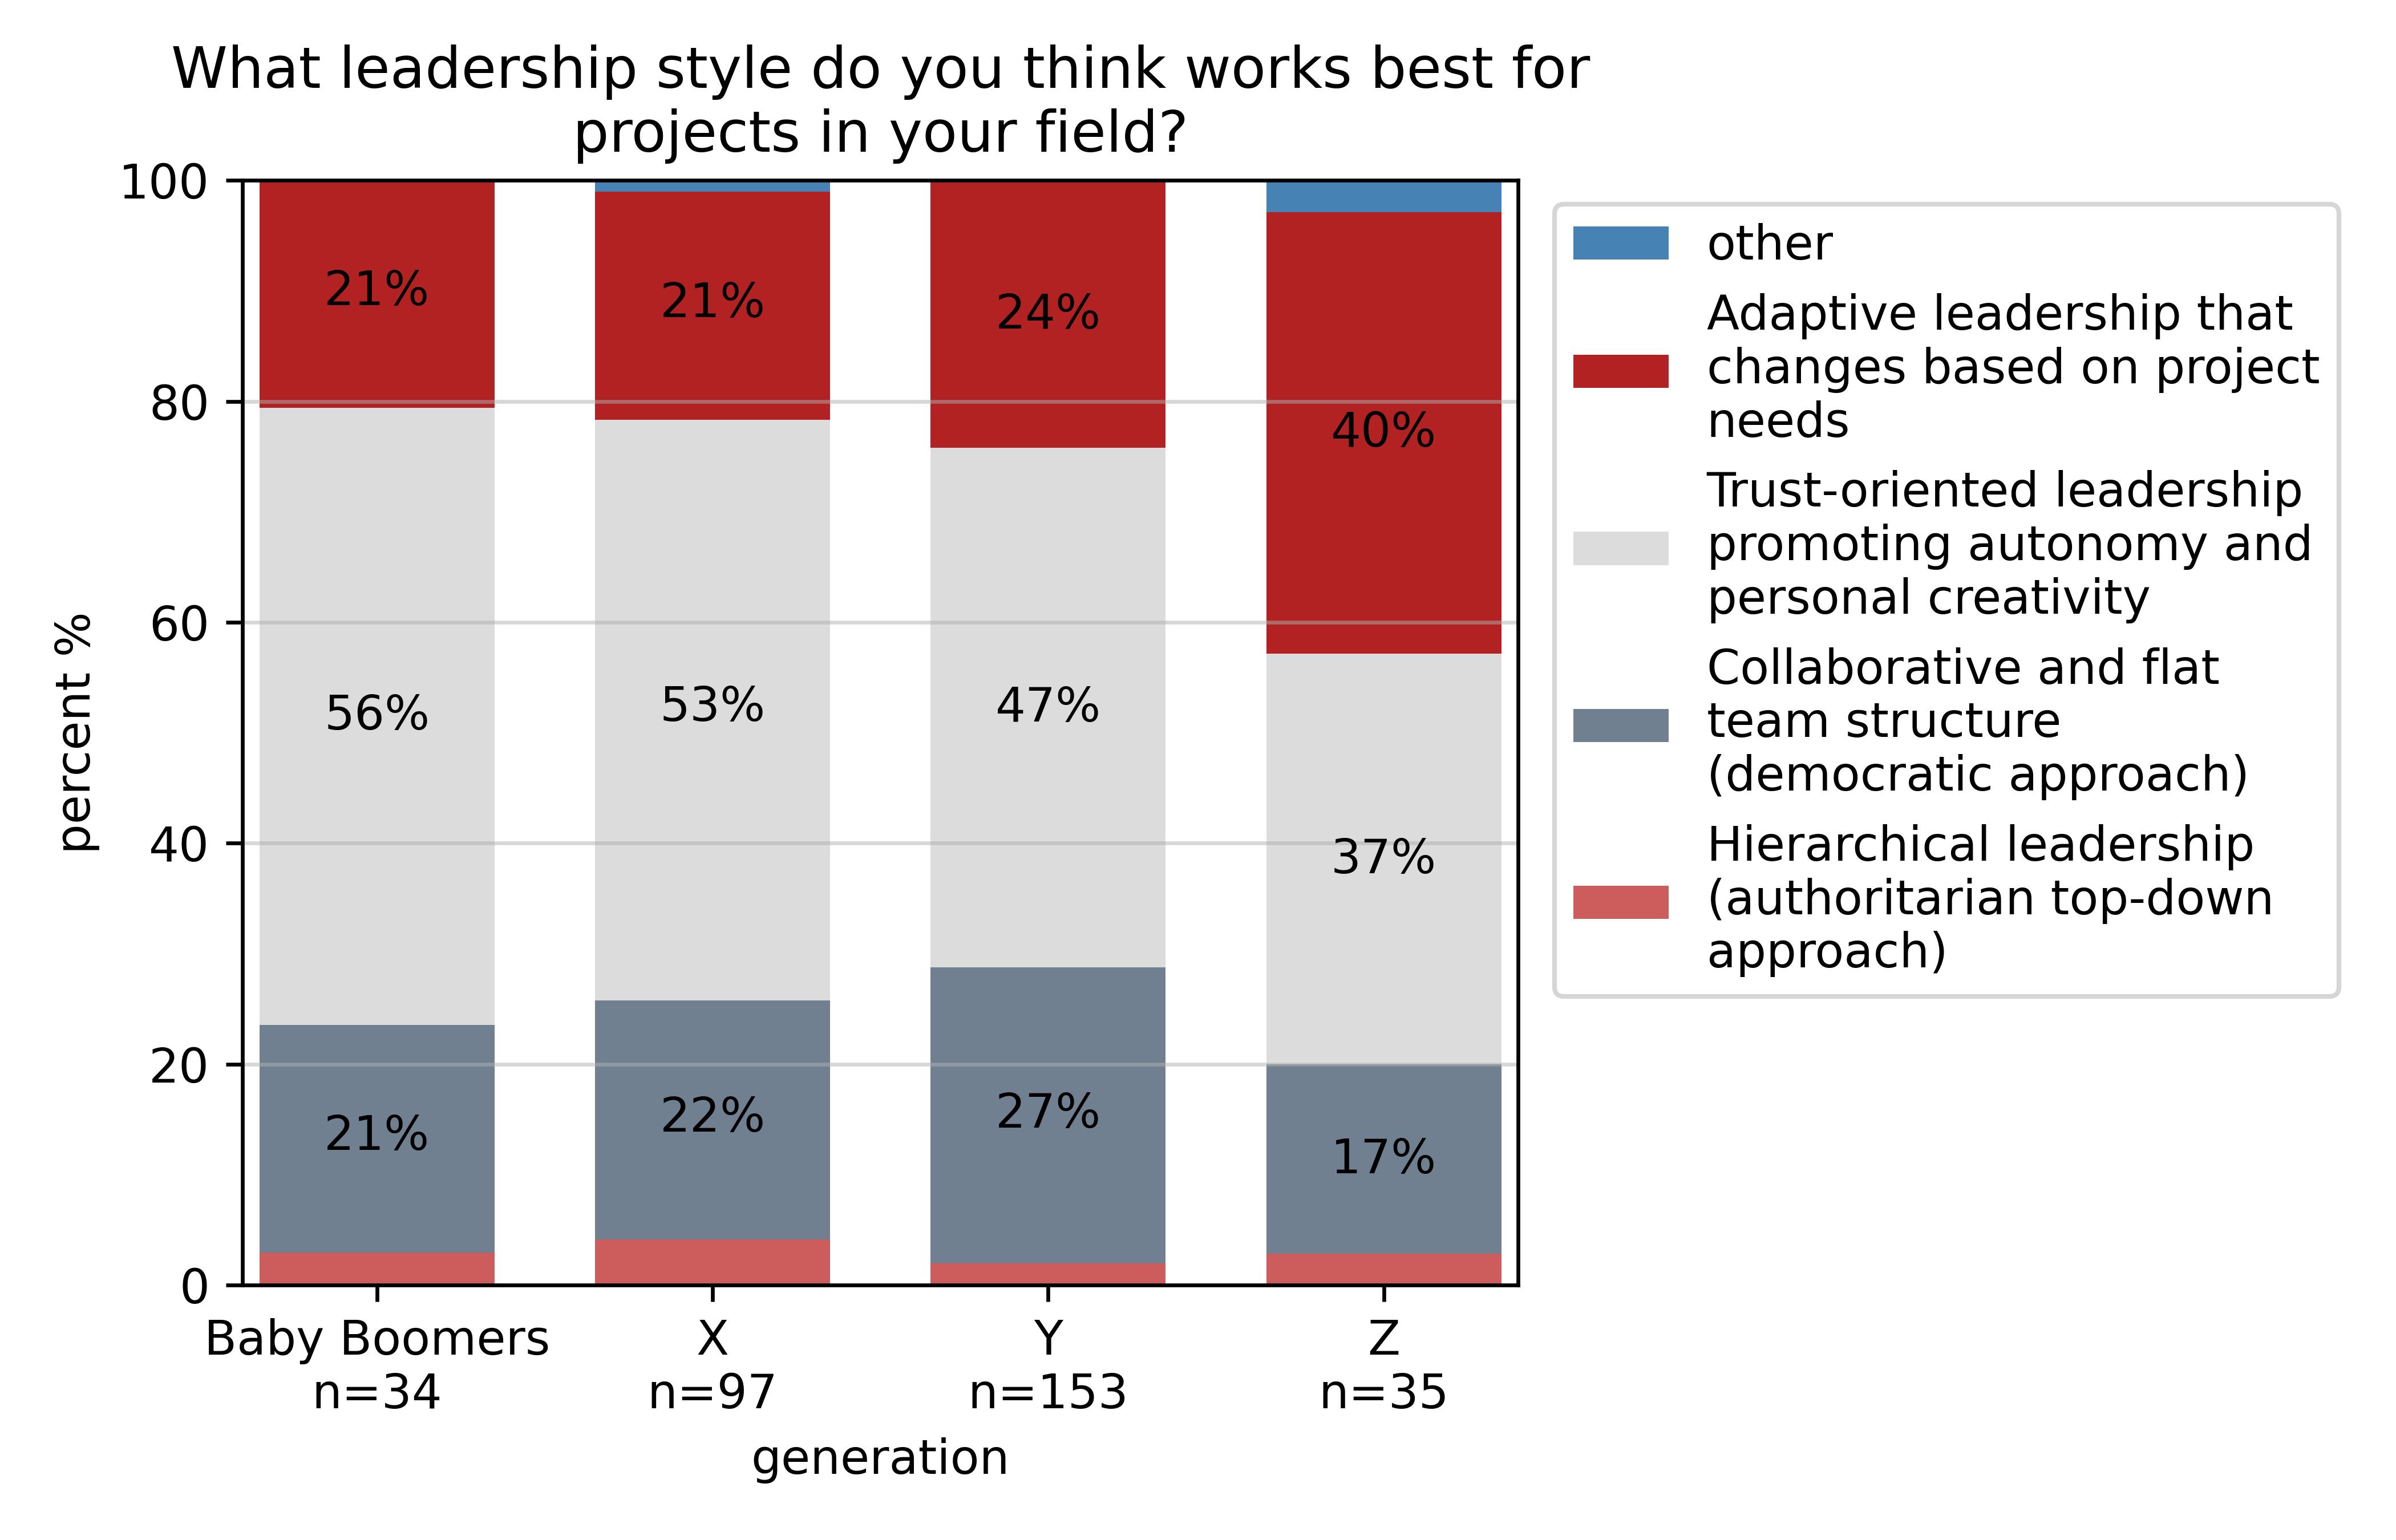 What leadership style do you think works best for
projects in your field?
100
80
60
40
20
0
percent %
21%
56%
21%
21%
53%
22%
24%
47%
27%
40%
37%
17%
Baby Boomers
n=34
X
n=97
Y
n=153
Z
n=35
generation
other
Adaptive leadership that
changes based on project
needs
Trust-oriented leadership
promoting autonomy and
personal creativity
Collaborative and flat
team structure
(democratic approach)
Hierarchical leadership
(authoritarian top-down
approach)